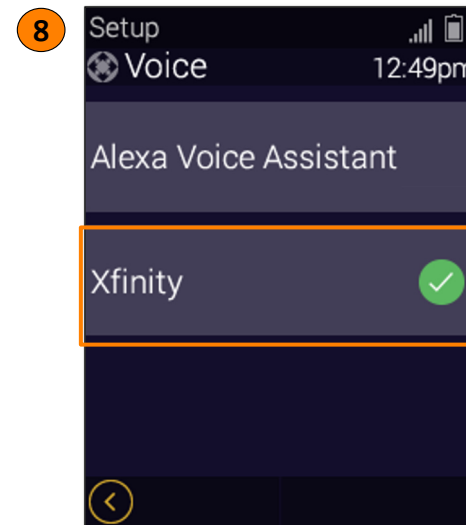 8
Setup
Voice
12:49pm
Alexa Voice Assistant
Xfinity